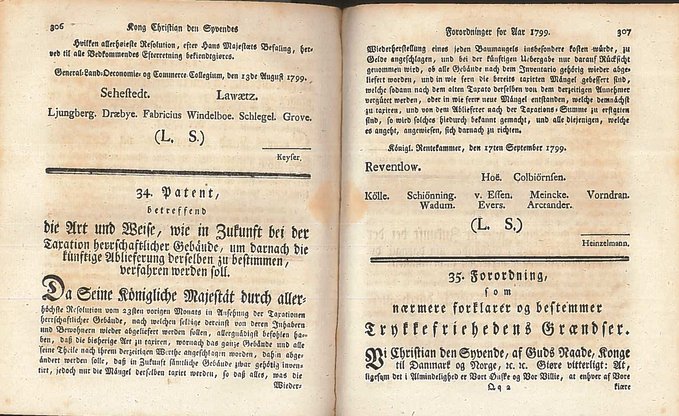 306 Kong Christian den Syvendes
Hvilken allerhøieste Resolution, efter Hans Majestæts Befaling, her-
ved til alle Vedkommendes Efterretning bekiendtgiøres.
General-Land-Oeconomie- og Commerce-Collegium, den 13de August 1799.
Sehestedt. Lawætz.
Ljungberg. Dræbye. Fabricius Windelboe. Schlegel. Grove.
(L. S.)
Keyser.
34. Patent,
betreffend
die Art und Weise, wie in Zukunft bei der
Taxation herrschaftlicher Gebäude, um darnach die
künftige Ablieferung derselben zu bestimmen,
verfahren werden soll.
Da Seine Königliche Majestät durch aller-
höchste Resolution vom 23sten vorigen Monats in Ansehung der Taxationen
herrschaftlicher Gebäude, nach welchen selbige dereinst von deren Inhabern
und Bewohnern wieder abgeliefert werden sollen, allergnädigst befohlen ha-
ben, daß die bisherige Art zu taxiren, wornach das ganze Gebäude und alle
seine Theile nach ihrem derzeitigen Werthe angeschlagen worden, dahin abge-
ändert werden solle, daß in Zukunft sämtliche Gebäude zwar gehörig inven-
tirt, jedoch nur die Mängel derselben taxirt werden, so daß alles, was die
Wieder-
Forordninger for Aar 1799. 307
Wiederherstellung eines jeden Baumangels insbesondere kosten würde, zu
Gelde angeschlagen, und bei der künftigen Uebergabe nur darauf Rücksicht
genommen wird, ob alle Gebäude nach dem Inventario gehörig wieder abge-
liefert worden, und in wie fern die bereits taxirten Mängel gebessert sind,
welche sodann nach dem alten Taxato derselben von dem derzeitigen Annehmer
vergütet werden, oder in wie fern neue Mängel entstanden, welche demnächst
zu taxiren, und von dem Ablieferer nach der Taxations-Summe zu erstatten
sind, so wird solches hiedurch bekannt gemacht, und alle diejenigen, welche
es angeht, angewiesen, sich darnach zu richten.
Königl. Rentekammer, den 17ten September 1799.
Reventlow.
Hoë. Colbiörnsen.
Kölle. Schiönning. v. Essen. Meincke. Vorndran.
Wadum. Evers. Arctander.
(L. S.)
Heinzelmann.
35. Forordning,
som
nærmere forklarer og bestemmer
Trykkefriehedens Grændser.
Vi Christian den Syvende, af Guds Naade, Konge
til Danmark og Norge, ꝛc. ꝛc. Giøre vitterligt: At,
ligesom det i Almindelighed er Vort Ønske og Vor Villie, at enhver af Vore
Qq 2 kiære